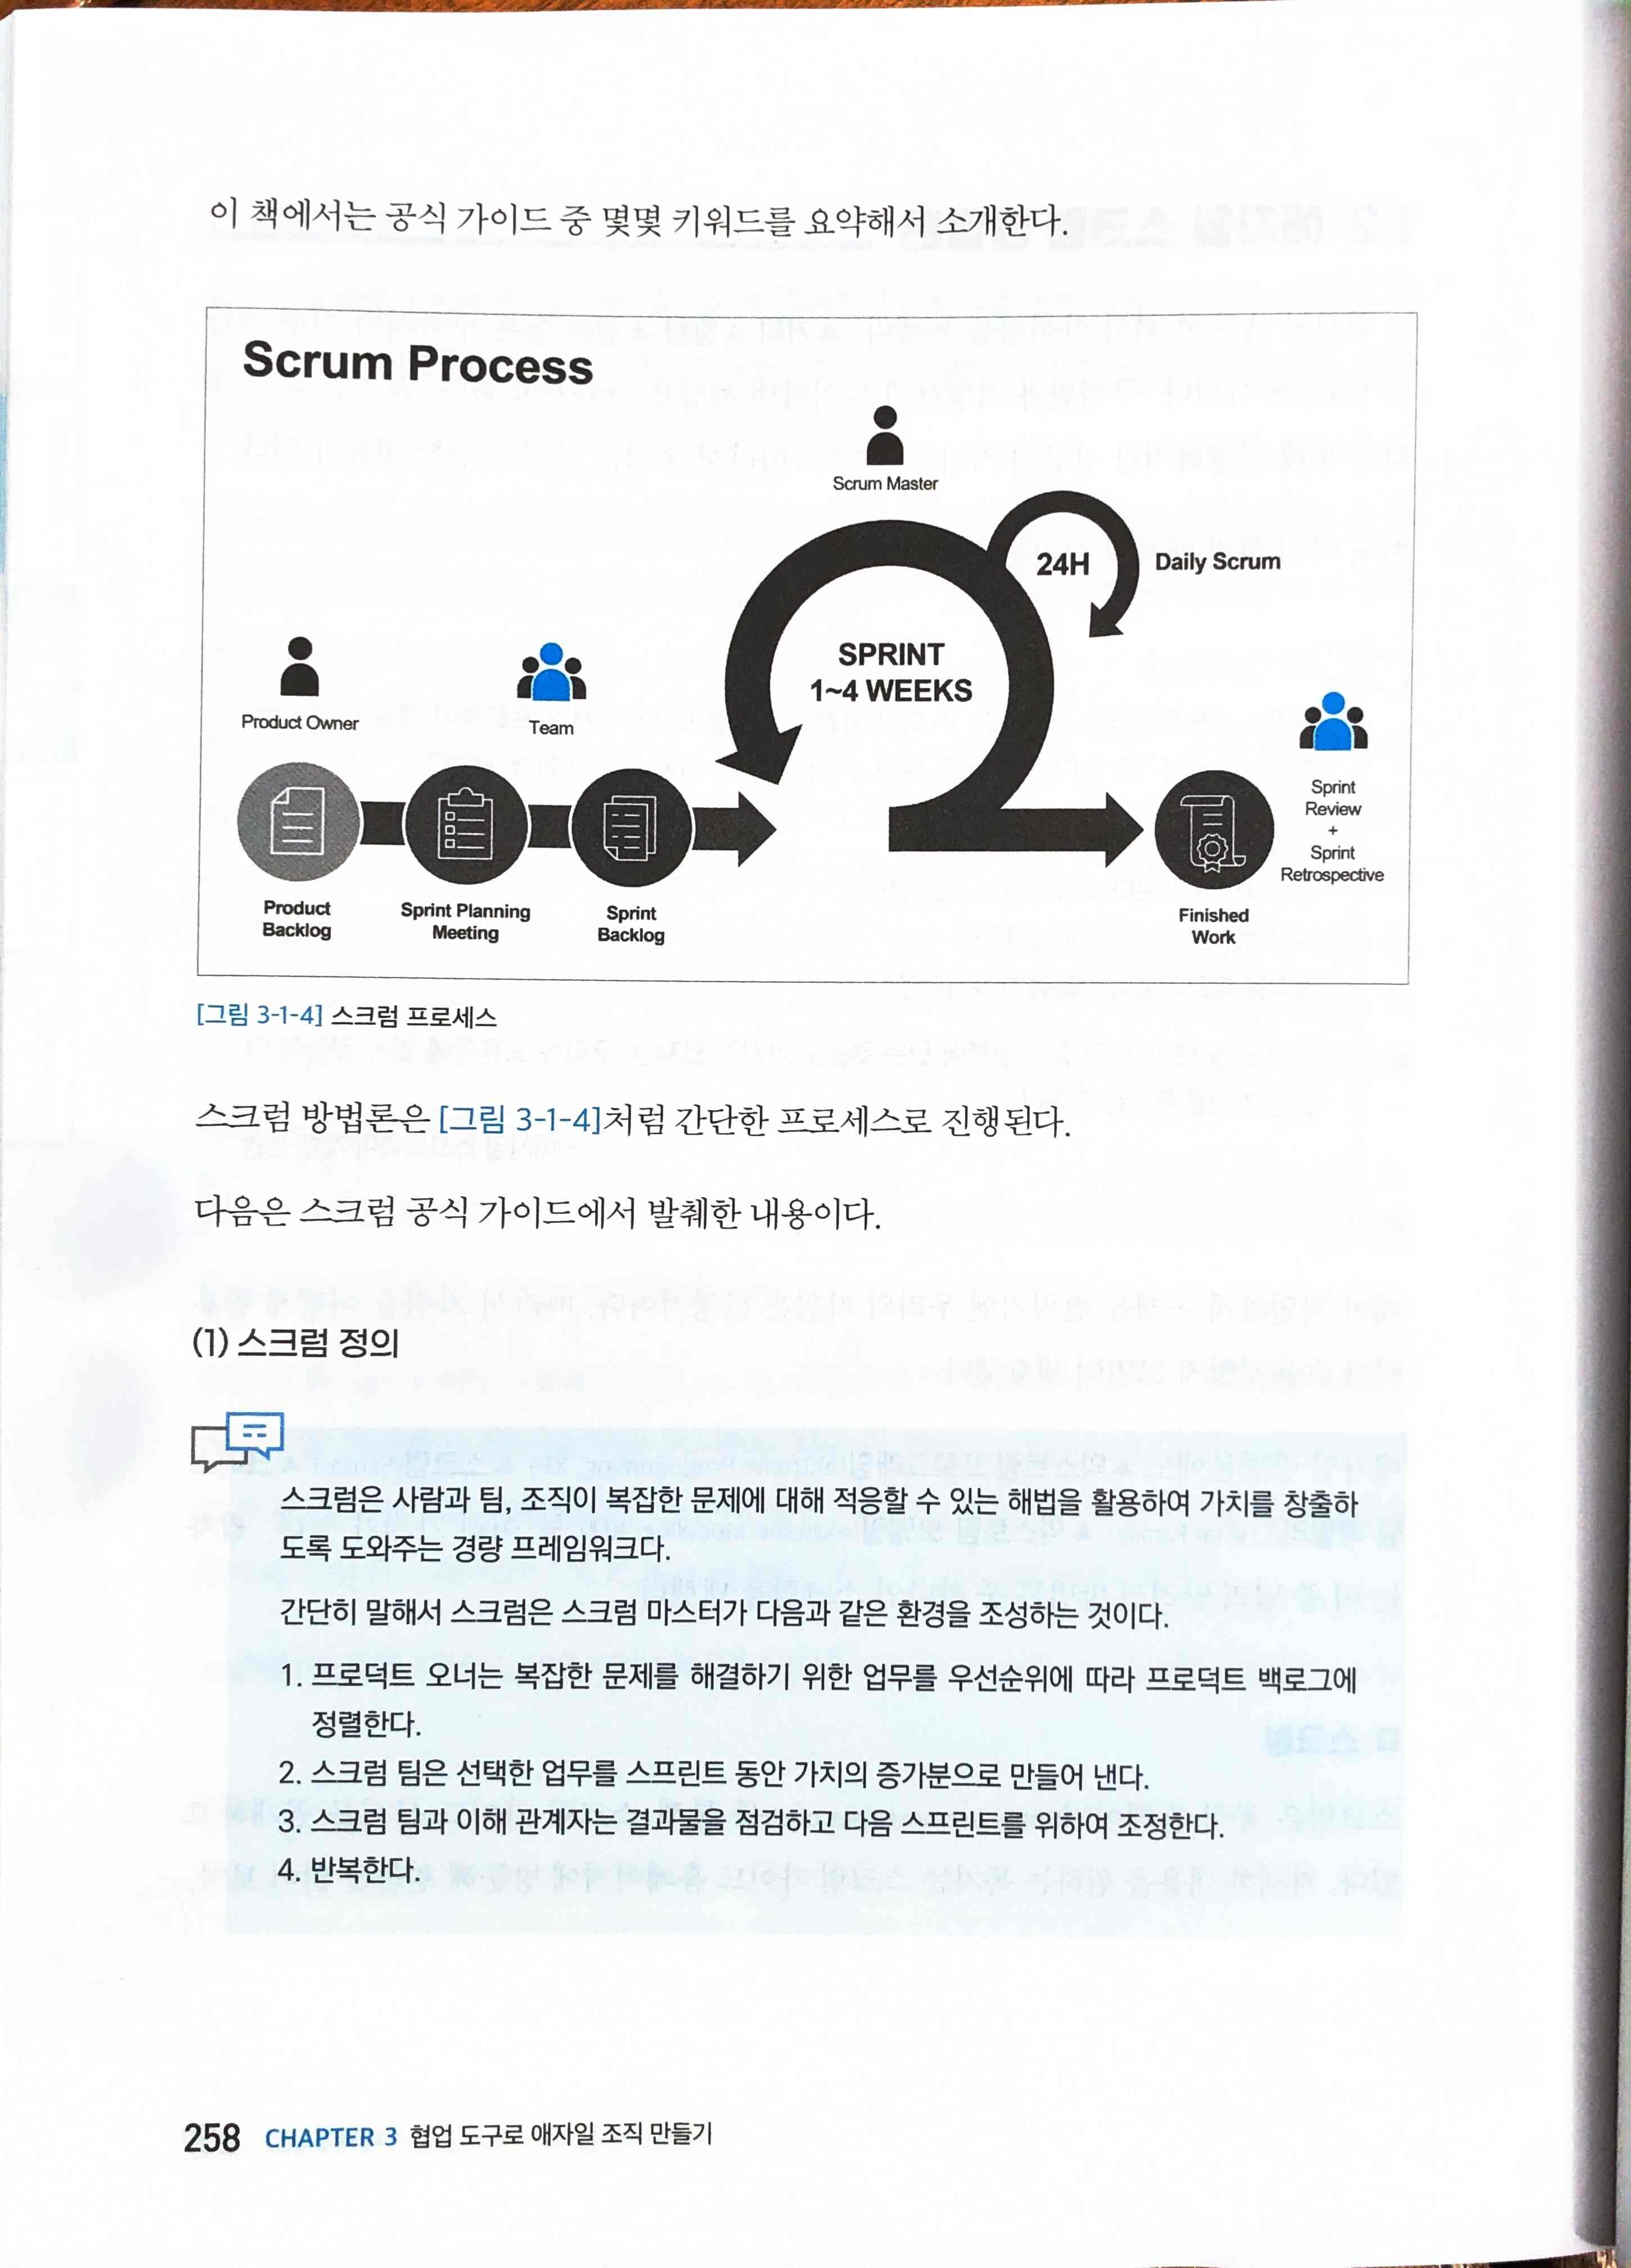 이 책에서는 공식 가이드 중 몇몇 키워드를 요약해서 소개한다.
Scrum Process
Scrum Master
24H
Daily Scrum
SPRINT
1~4 WEEKS
Product Owner
Team
Sprint
Review
+
Sprint
Retrospective
Product
Backlog
Sprint Planning
Meeting
Sprint
Backlog
Finished
Work
[그림 3-1-4] 스크럼 프로세스
스크럼 방법론은 [그림 3-1-4]처럼 간단한 프로세스로 진행된다.
다음은 스크럼 공식 가이드에서 발췌한 내용이다.
(1) 스크럼 정의
스크럼은 사람과 팀, 조직이 복잡한 문제에 대해 적응할 수 있는 해법을 활용하여 가치를 창출하
도록 도와주는 경량 프레임워크다.
간단히 말해서 스크럼은 스크럼 마스터가 다음과 같은 환경을 조성하는 것이다.
1. 프로덕트 오너는 복잡한 문제를 해결하기 위한 업무를 우선순위에 따라 프로덕트 백로그에
정렬한다.
2. 스크럼 팀은 선택한 업무를 스프린트 동안 가치의 증가분으로 만들어 낸다.
3. 스크럼 팀과 이해 관계자는 결과물을 점검하고 다음 스프린트를 위하여 조정한다.
4. 반복한다.
258 CHAPTER 3 협업 도구로 애자일 조직 만들기